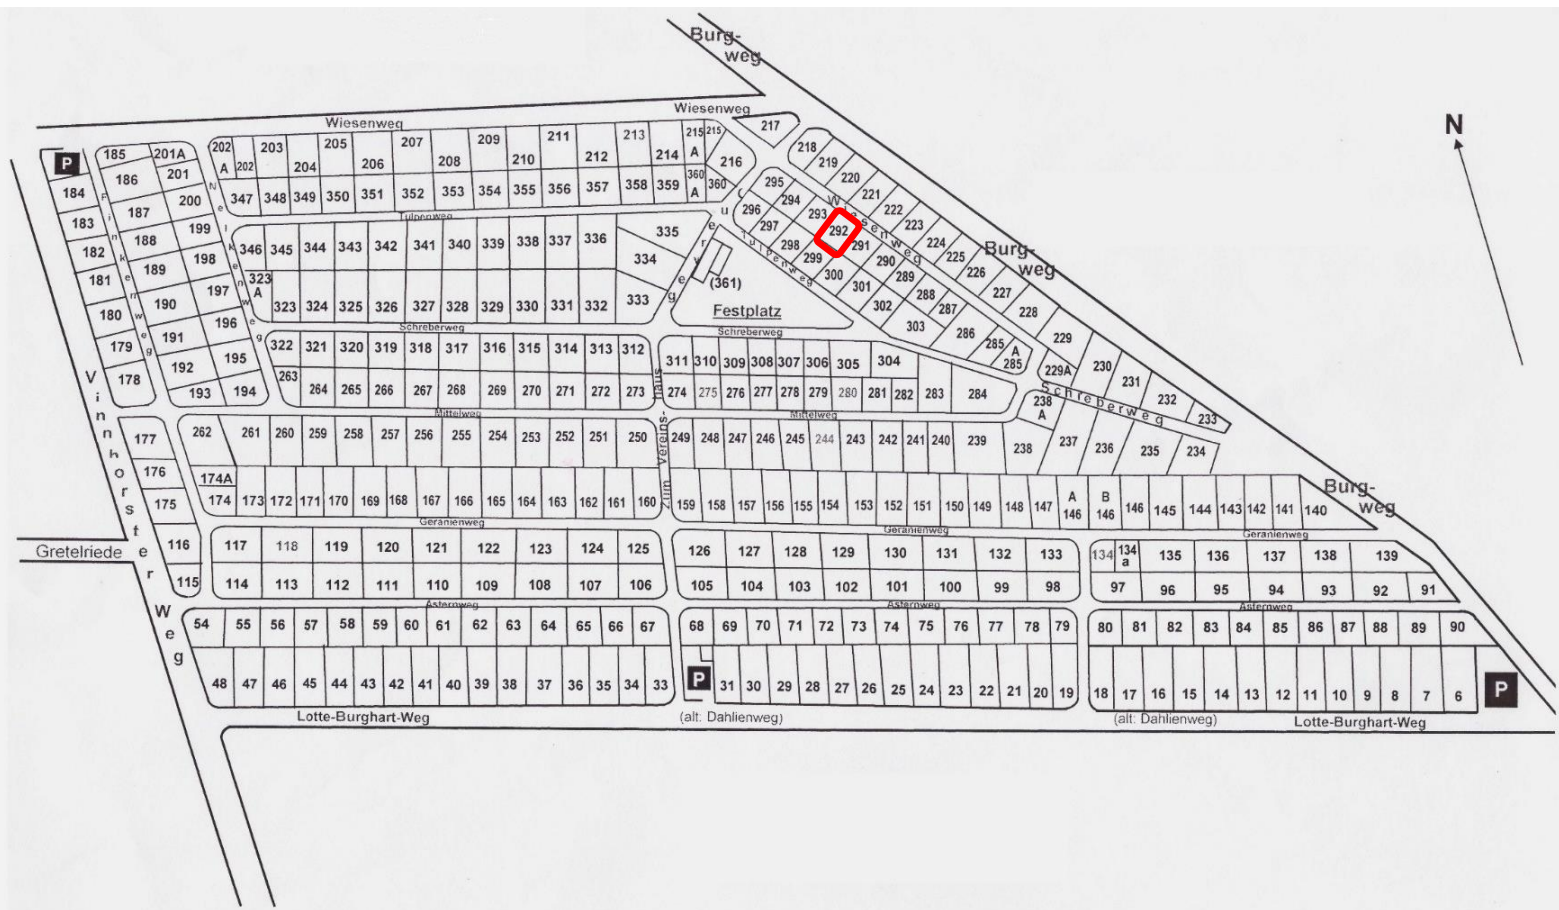 Burg-
weg
N
Wiesenweg
Wiesenweg
217
P
185 201A
202 A 202 203 204 205 206 207 208 209 210 211 212 213 214 215 A 215
216
218 219 220 221 222 223 224 225 226 227 228 229 230 231 232 233
184 186 201
183 187 200
182 188 199
181 189 198
180 190 197
179 191 196
178 192 195
193 194
Finkenweg
Nelkenweg
347 348 349 350 351 352 353 354 355 356 357 358 359 360 A 360
Tulpenweg
295 294 293 292 291 290 289 288 287 286 285 A 285
Wiesenweg
Burg-
weg
296 297 298 299 300 301 302 303
Tulpenweg
Querweg
346 345 344 343 342 341 340 339 338 337 336 335
334
323 A 323 324 325 326 327 328 329 330 331 332 333
(361)
Festplatz
Schreberweg
Schreberweg
322 321 320 319 318 317 316 315 314 313 312
311 310 309 308 307 306 305 304
229A
Schreberweg
263 264 265 266 267 268 269 270 271 272 273
274 275 276 277 278 279 280 281 282 283 284
Mittelweg
Mittelweg
238 A
Zum Vereins-
haus
177 262 261 260 259 258 257 256 255 254 253 252 251 250
249 248 247 246 245 244 243 242 241 240 239 238 237 236 235 234
176 174A
175 174 173 172 171 170 169 168 167 166 165 164 163 162 161 160
159 158 157 156 155 154 153 152 151 150 149 148 147 A 146 B 146 146 145 144 143 142 141 140
Burg-
weg
Geranienweg
Geranienweg
Geranienweg
Vinnhorster Weg
Gretelriede
116 117 118 119 120 121 122 123 124 125
126 127 128 129 130 131 132 133
134 134 a 135 136 137 138 139
115 114 113 112 111 110 109 108 107 106
105 104 103 102 101 100 99 98
97 96 95 94 93 92 91
Asternweg
Asternweg
Asternweg
54 55 56 57 58 59 60 61 62 63 64 65 66 67
68 69 70 71 72 73 74 75 76 77 78 79
80 81 82 83 84 85 86 87 88 89 90
48 47 46 45 44 43 42 41 40 39 38 37 36 35 34 33
P 31 30 29 28 27 26 25 24 23 22 21 20 19
18 17 16 15 14 13 12 11 10 9 8 7 6 P
Lotte-Burghart-Weg
(alt: Dahlienweg)
(alt: Dahlienweg)
Lotte-Burghart-Weg